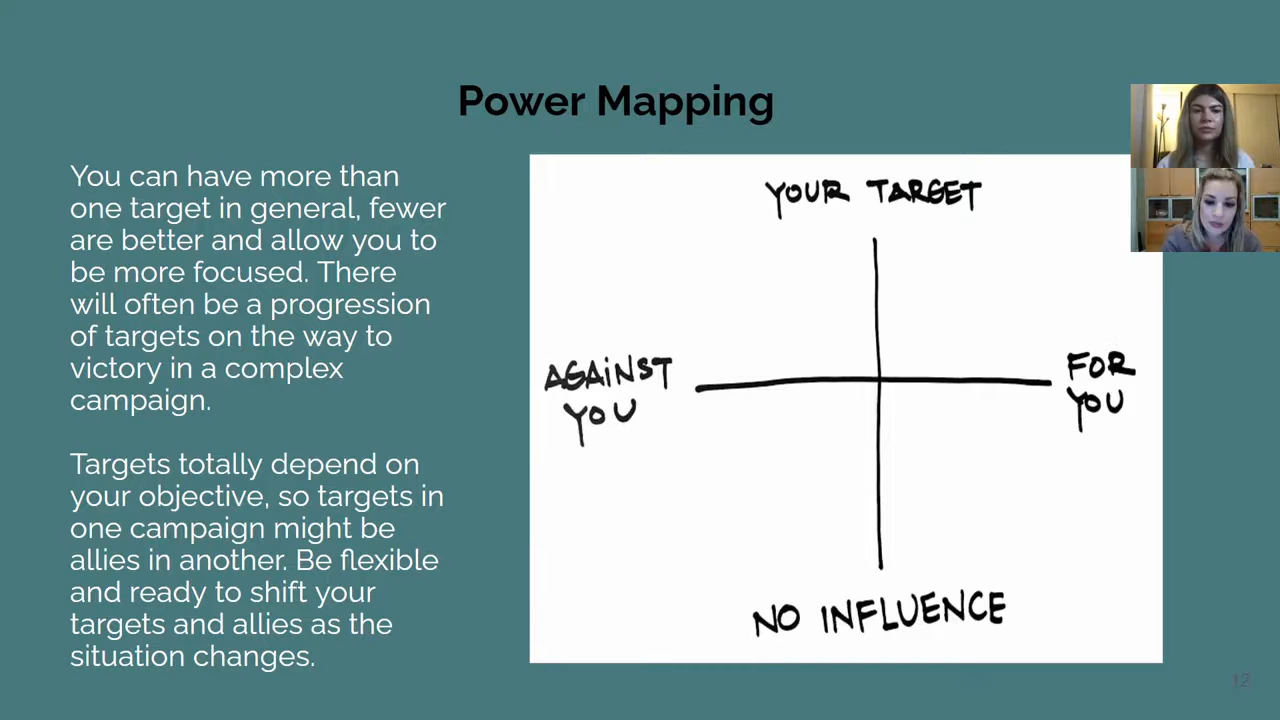 Power Mapping
You can have more than
one target in general, fewer
are better and allow you to
be more focused. There
will often be a progression
of targets on the way to
victory in a complex
campaign.
Targets totally depend on
your objective, so targets in
one campaign might be
allies in another. Be flexible
and ready to shift your
targets and allies as the
situation changes.
YOUR TARGET
AGAiNST
YOU
FOR
YOU
NO INFLUENCE
12